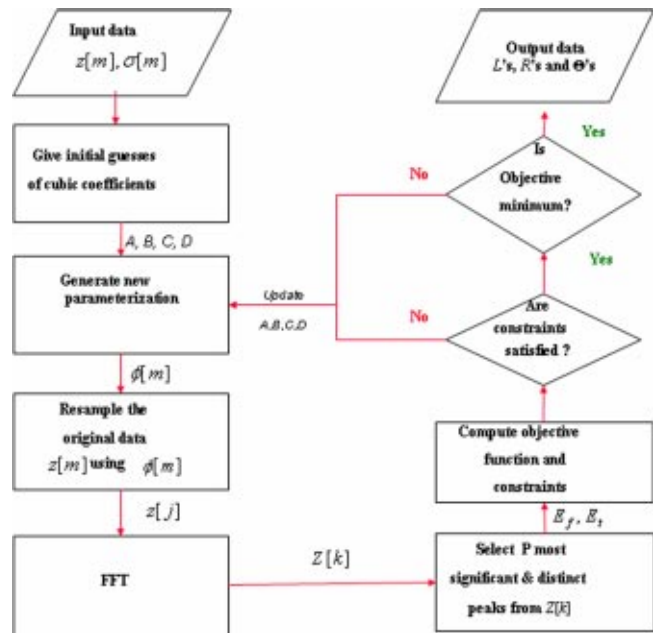 Input data
z[m], σ[m]
Give initial guesses
of cubic coefficients
A, B, C, D
Generate new
parameterization
ϕ[m]
Resample the
original data
z[m] using ϕ[m]
z[j]
FFT
Z[k]
Select P most
significant & distinct
peaks from Z[k]
E_f, E_t
Compute objective
function and
constraints
Are
constraints
satisfied ?
No
Yes
Update
A,B,C,D
Is
Objective
minimum?
No
Yes
Output data
L's, R's and Θ's